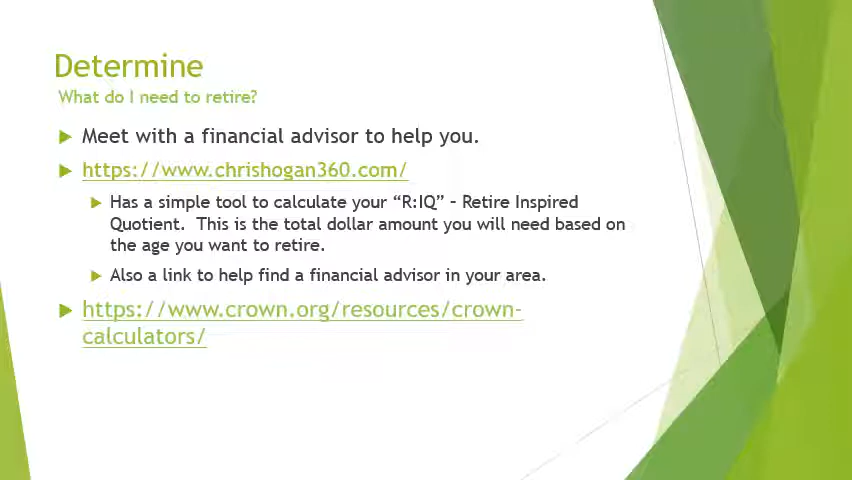 Determine
What do I need to retire?
Meet with a financial advisor to help you.
https://www.chrishogan360.com/
Has a simple tool to calculate your “R:IQ” – Retire Inspired
Quotient.  This is the total dollar amount you will need based on
the age you want to retire.
Also a link to help find a financial advisor in your area.
https://www.crown.org/resources/crown-
calculators/